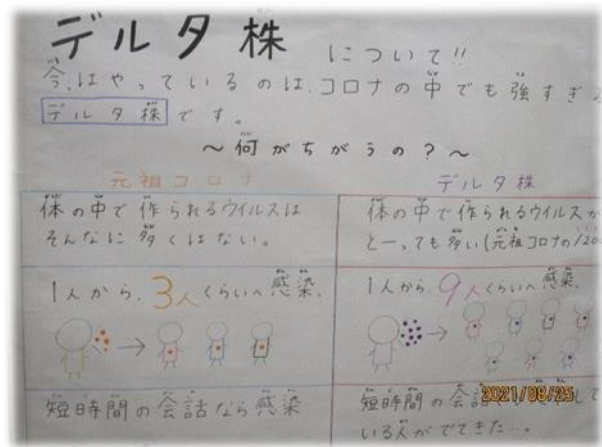 デルタ株 について!!
今、はやっているのは、コロナの中でも強すぎる
デルタ株です。
～何がちがうの？～
元祖コロナ
体の中で作られるウイルスは
そんなに多くはない。
1人から、3人くらいへ感染。
短時間の会話なら感染
デルタ株
体の中で作られるウイルスが
とーっても多い(元祖コロナの1200
1人から、9人くらいへ感染。
短時間の会話
いる人がでてきた…。
2021/08/25